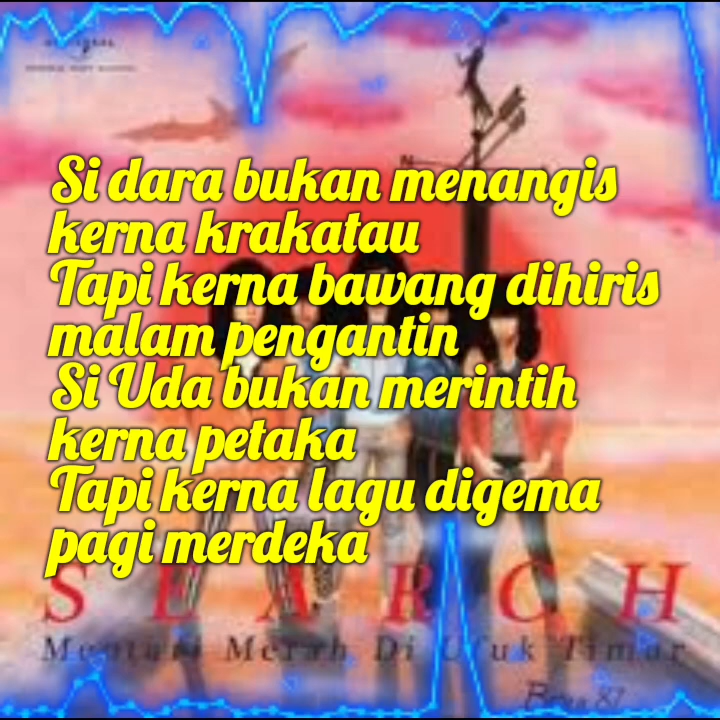 N
Si dara bukan menangis
kerna krakatau
Tapi kerna bawang dihiris
malam pengantin
Si Uda bukan merintih
kerna petaka
Tapi kerna lagu digema
pagi merdeka
SEARCH
Mentari Merah Di Ufuk Timur